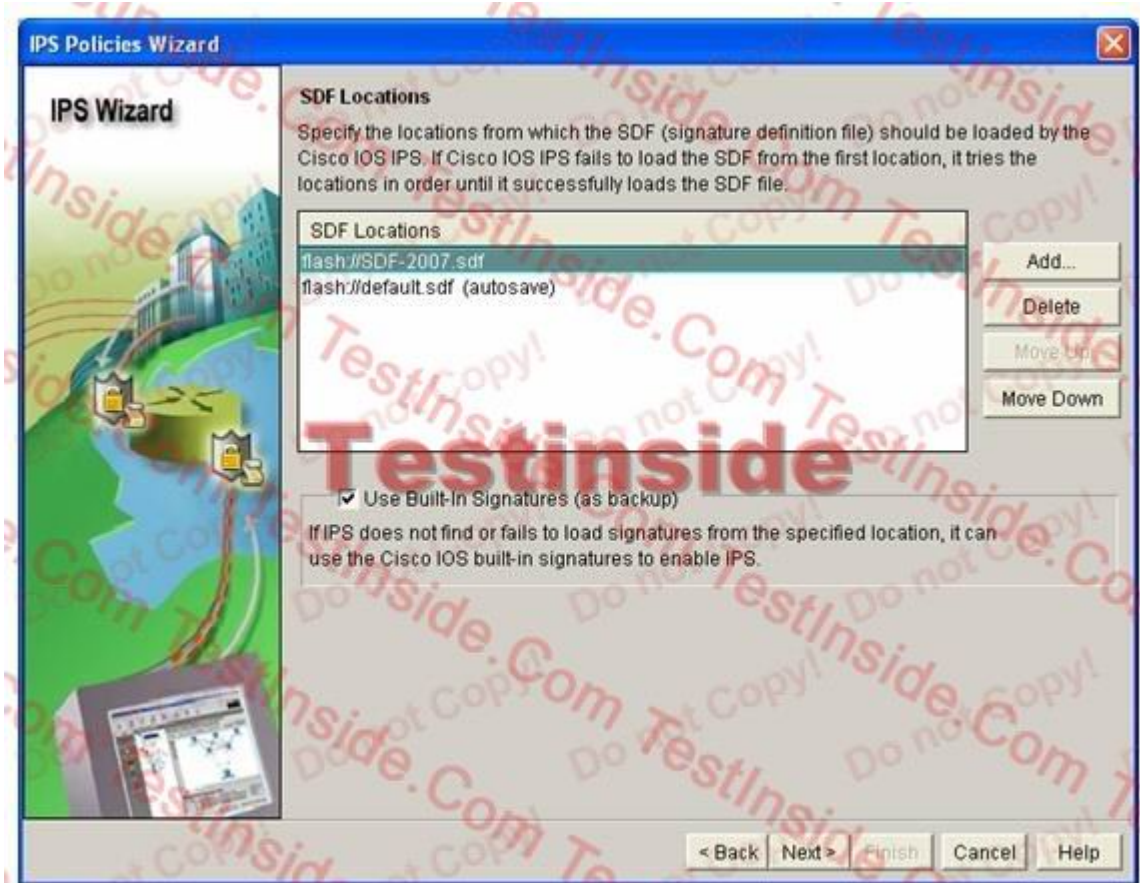 IPS Policies Wizard
IPS Wizard
SDF Locations
Specify the locations from which the SDF (signature definition file) should be loaded by the
Cisco IOS IPS. If Cisco IOS IPS fails to load the SDF from the first location, it tries the
locations in order until it successfully loads the SDF file.
SDF Locations
flash://SDF-2007.sdf
flash://default.sdf (autosave)
Add...
Delete
Move Up
Move Down
Testinside
Use Built-In Signatures (as backup)
If IPS does not find or fails to load signatures from the specified location, it can
use the Cisco IOS built-in signatures to enable IPS.
< Back
Next >
Finish
Cancel
Help
TestInside.Com
Do not Copy!